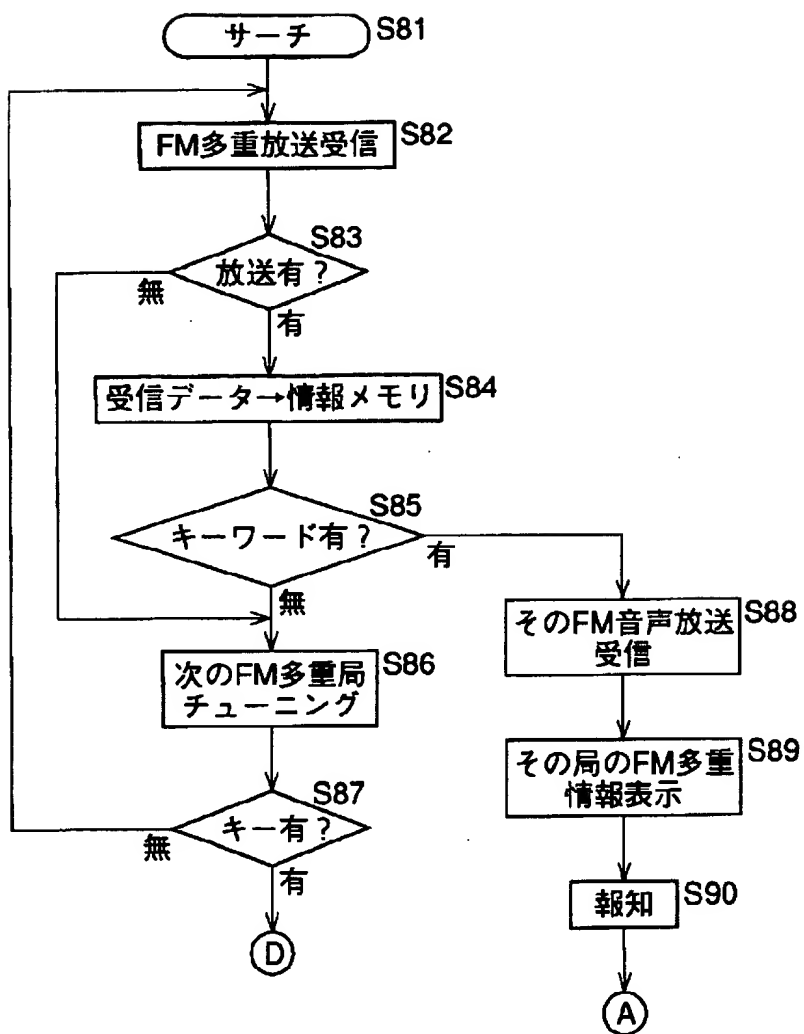 サーチ S81
FM多重放送受信 S82
S83
放送有？
無
有
受信データ→情報メモリ S84
S85
キーワード有？
有
無
そのFM音声放送 S88
受信
次のFM多重局 S86
チューニング
その局のFM多重 S89
情報表示
S87
キー有？
無
有
報知 S90
D
A